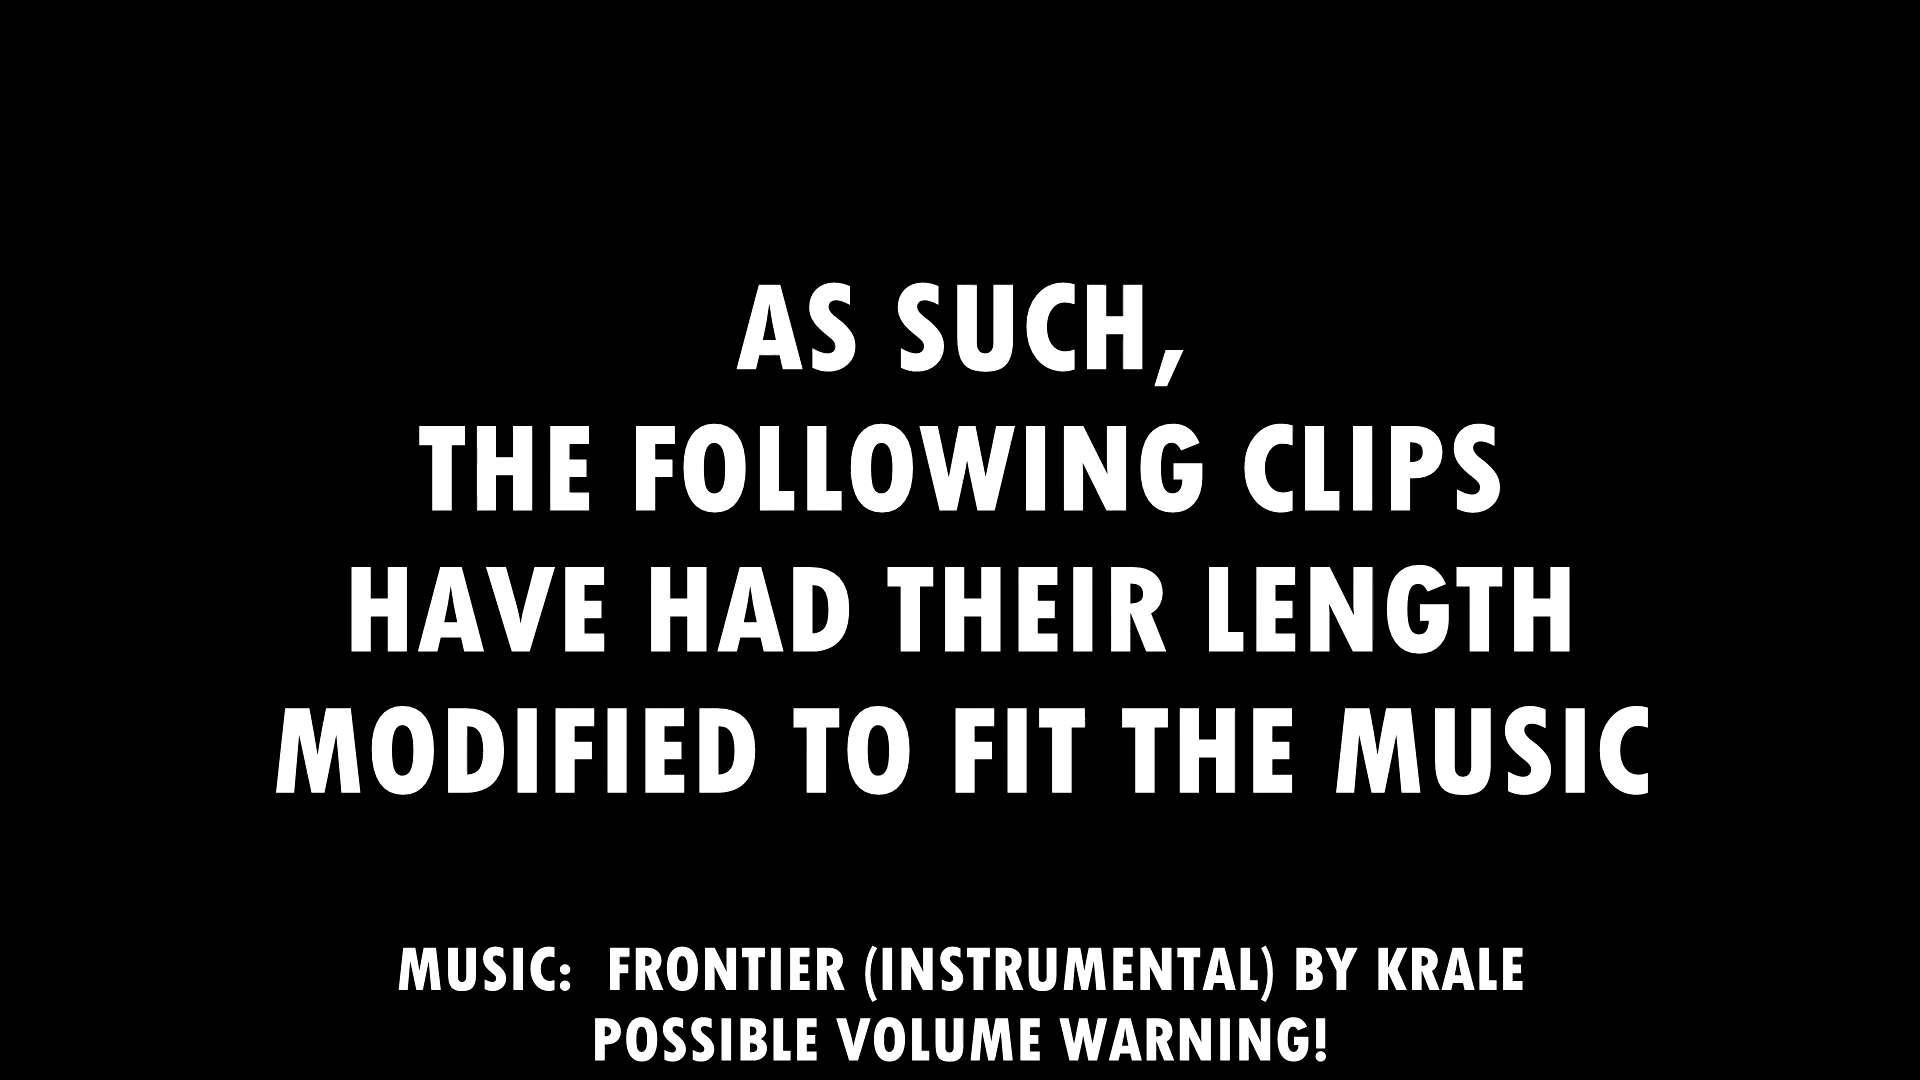 AS SUCH,
THE FOLLOWING CLIPS
HAVE HAD THEIR LENGTH
MODIFIED TO FIT THE MUSIC
MUSIC:  FRONTIER (INSTRUMENTAL) BY KRALE
POSSIBLE VOLUME WARNING!